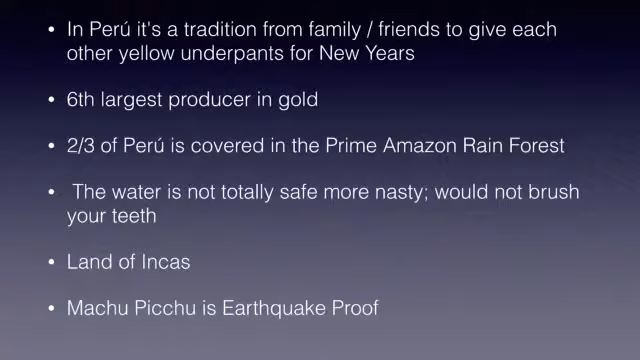 • In Perú it's a tradition from family / friends to give each
other yellow underpants for New Years
• 6th largest producer in gold
• 2/3 of Perú is covered in the Prime Amazon Rain Forest
• The water is not totally safe more nasty; would not brush
your teeth
• Land of Incas
• Machu Picchu is Earthquake Proof